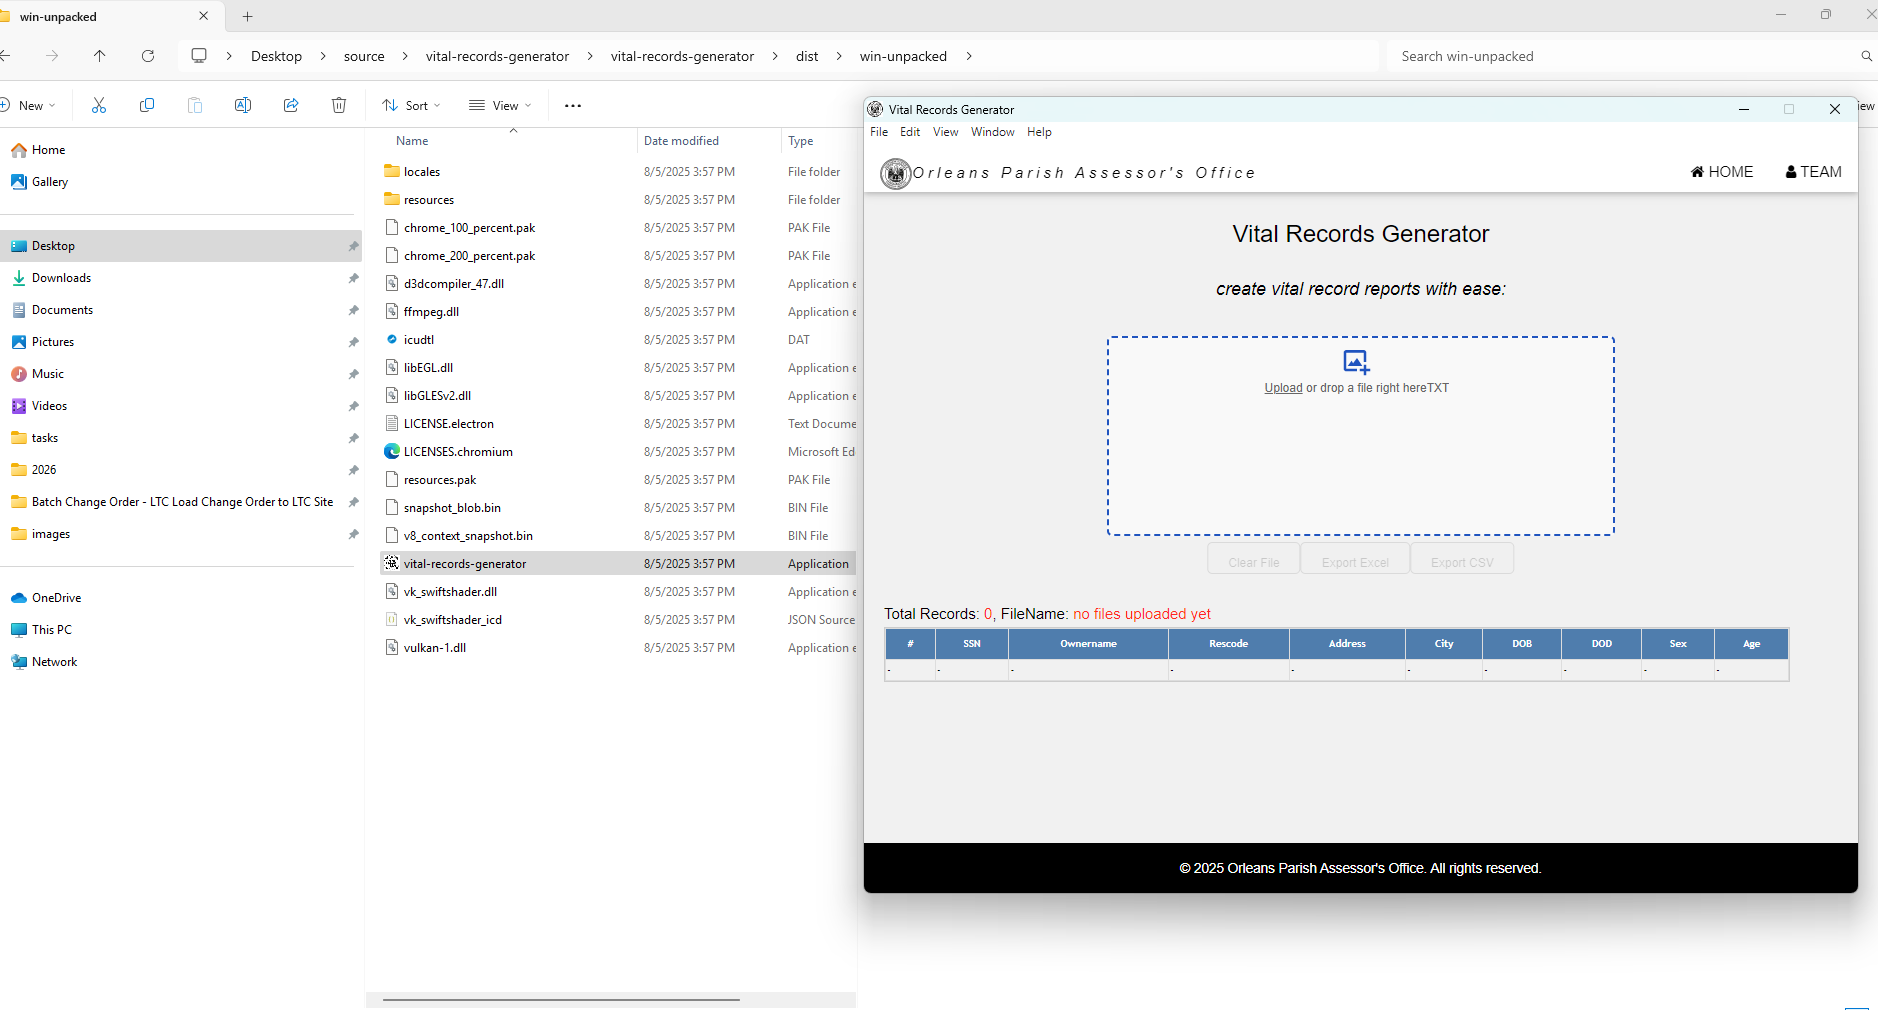 win-unpacked
Desktop > source > vital-records-generator > vital-records-generator > dist > win-unpacked >
Search win-unpacked
New
Sort
View
Name
Date modified
Type
Home
Gallery
Desktop
Downloads
Documents
Pictures
Music
Videos
tasks
2026
Batch Change Order - LTC Load Change Order to LTC Site
images
OneDrive
This PC
Network
locales 8/5/2025 3:57 PM File folder
resources 8/5/2025 3:57 PM File folder
chrome_100_percent.pak 8/5/2025 3:57 PM PAK File
chrome_200_percent.pak 8/5/2025 3:57 PM PAK File
d3dcompiler_47.dll 8/5/2025 3:57 PM Application e
ffmpeg.dll 8/5/2025 3:57 PM Application e
icudtl 8/5/2025 3:57 PM DAT
libEGL.dll 8/5/2025 3:57 PM Application e
libGLESv2.dll 8/5/2025 3:57 PM Application e
LICENSE.electron 8/5/2025 3:57 PM Text Docume
LICENSES.chromium 8/5/2025 3:57 PM Microsoft Ed
resources.pak 8/5/2025 3:57 PM PAK File
snapshot_blob.bin 8/5/2025 3:57 PM BIN File
v8_context_snapshot.bin 8/5/2025 3:57 PM BIN File
vital-records-generator 8/5/2025 3:57 PM Application
vk_swiftshader.dll 8/5/2025 3:57 PM Application e
vk_swiftshader_icd 8/5/2025 3:57 PM JSON Source
vulkan-1.dll 8/5/2025 3:57 PM Application e
iew
Vital Records Generator
File Edit View Window Help
Orleans Parish Assessor's Office
HOME
TEAM
Vital Records Generator
create vital record reports with ease:
Upload or drop a file right hereTXT
Clear File
Export Excel
Export CSV
Total Records: 0, FileName: no files uploaded yet
# SSN Ownername Rescode Address City DOB DOD Sex Age
- - - - - - - - - -
© 2025 Orleans Parish Assessor's Office. All rights reserved.